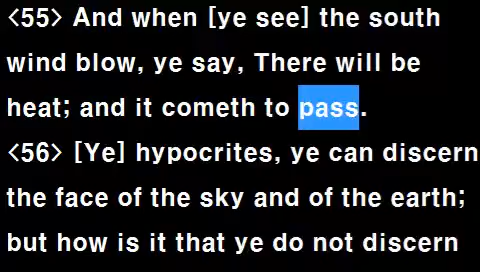 <55> And when [ye see] the south
wind blow, ye say, There will be
heat; and it cometh to pass.
<56> [Ye] hypocrites, ye can discern
the face of the sky and of the earth;
but how is it that ye do not discern